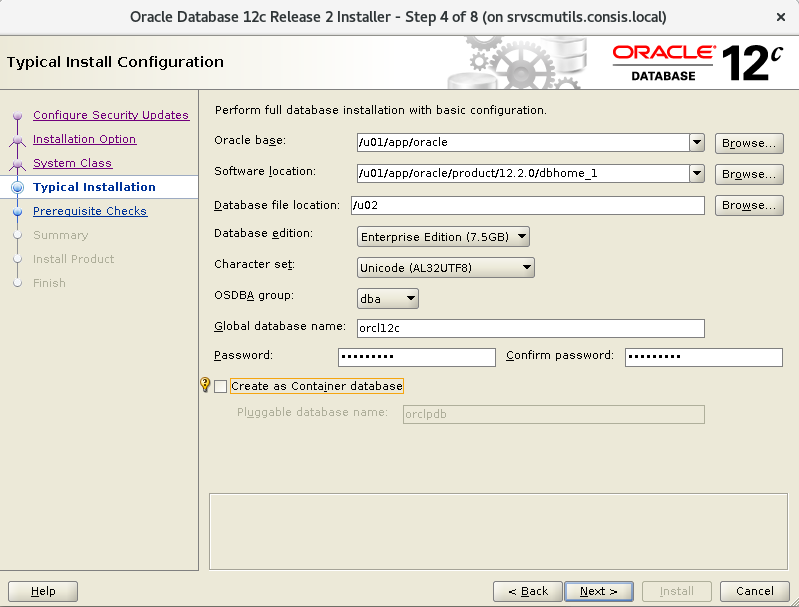 Oracle Database 12c Release 2 Installer - Step 4 of 8 (on srvscmutils.consis.local)
Typical Install Configuration
ORACLE® 12c
DATABASE
Configure Security Updates
Installation Option
System Class
Typical Installation
Prerequisite Checks
Summary
Install Product
Finish
Perform full database installation with basic configuration.
Oracle base: /u01/app/oracle Browse...
Software location: /u01/app/oracle/product/12.2.0/dbhome_1 Browse...
Database file location: /u02 Browse...
Database edition: Enterprise Edition (7.5GB)
Character set: Unicode (AL32UTF8)
OSDBA group: dba
Global database name: orcl12c
Password: ••••••••• Confirm password: •••••••••
Create as Container database
Pluggable database name: orclpdb
Help < Back Next > Install Cancel